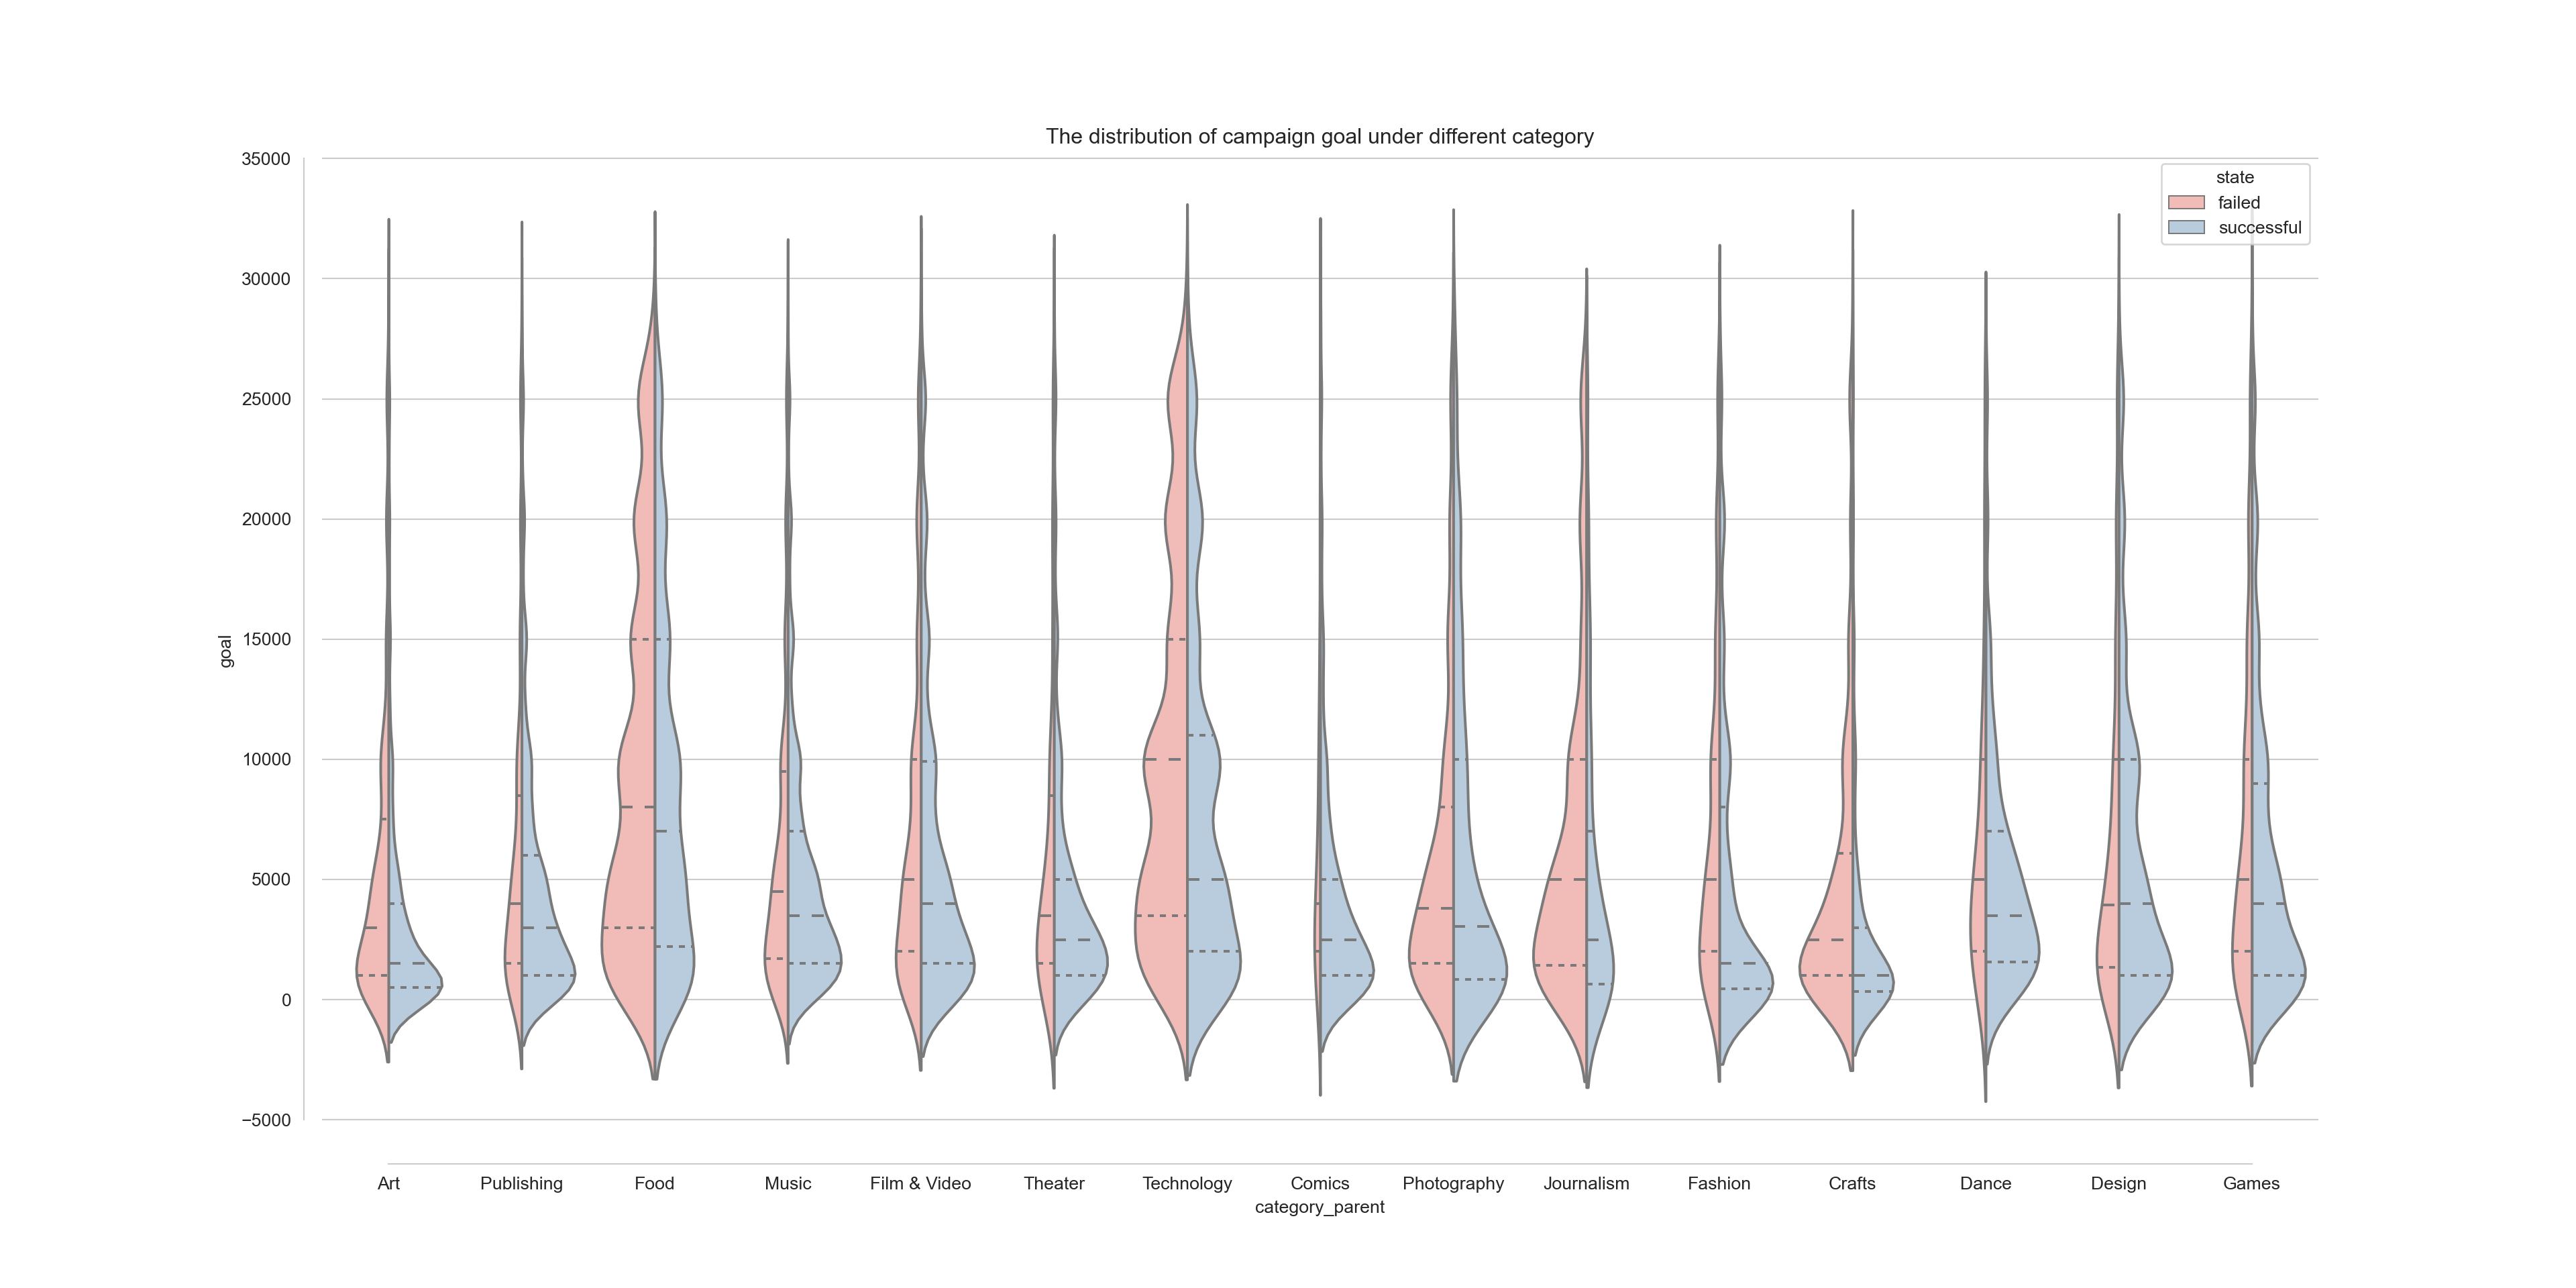 The distribution of campaign goal under different category
35000
30000
25000
20000
15000
10000
5000
0
−5000
goal
state
failed
successful
Art Publishing Food Music Film & Video Theater Technology Comics Photography Journalism Fashion Crafts Dance Design Games
category_parent